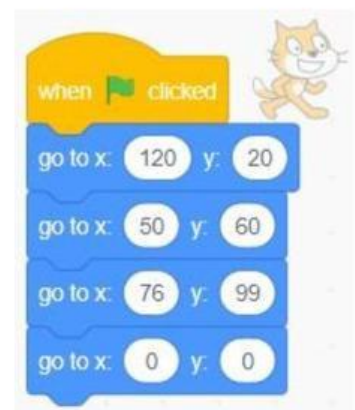 when clicked
go to x: 120 y: 20
go to x: 50 y: 60
go to x: 76 y: 99
go to x: 0 y: 0